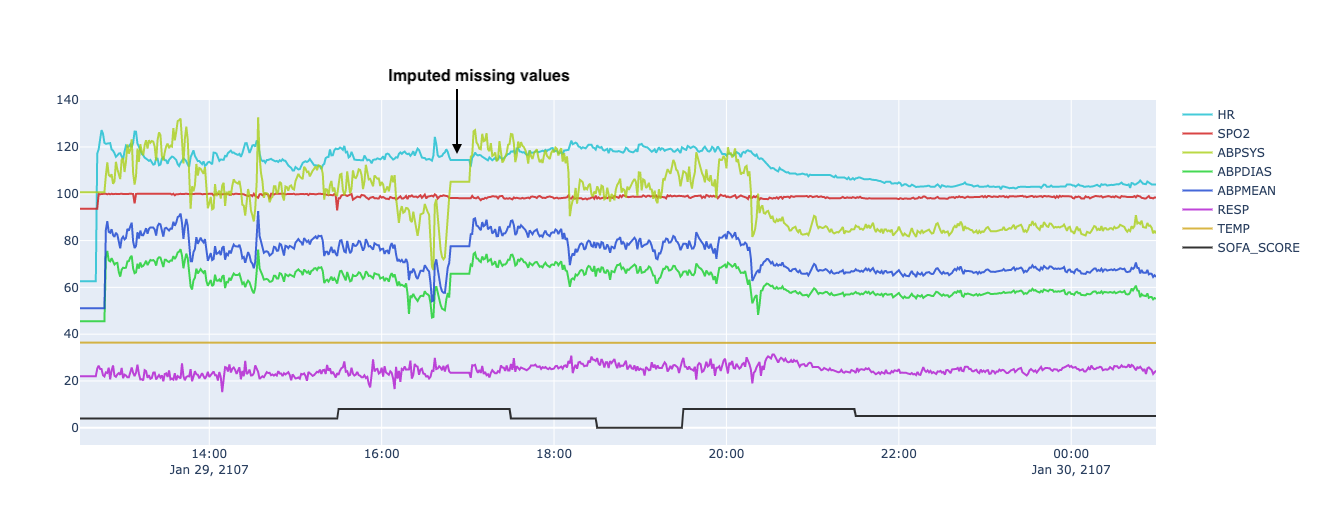 Imputed missing values
140
120
100
80
60
40
20
0
14:00
Jan 29, 2107
16:00
18:00
20:00
22:00
00:00
Jan 30, 2107
HR
SPO2
ABPSYS
ABPDIAS
ABPMEAN
RESP
TEMP
SOFA_SCORE